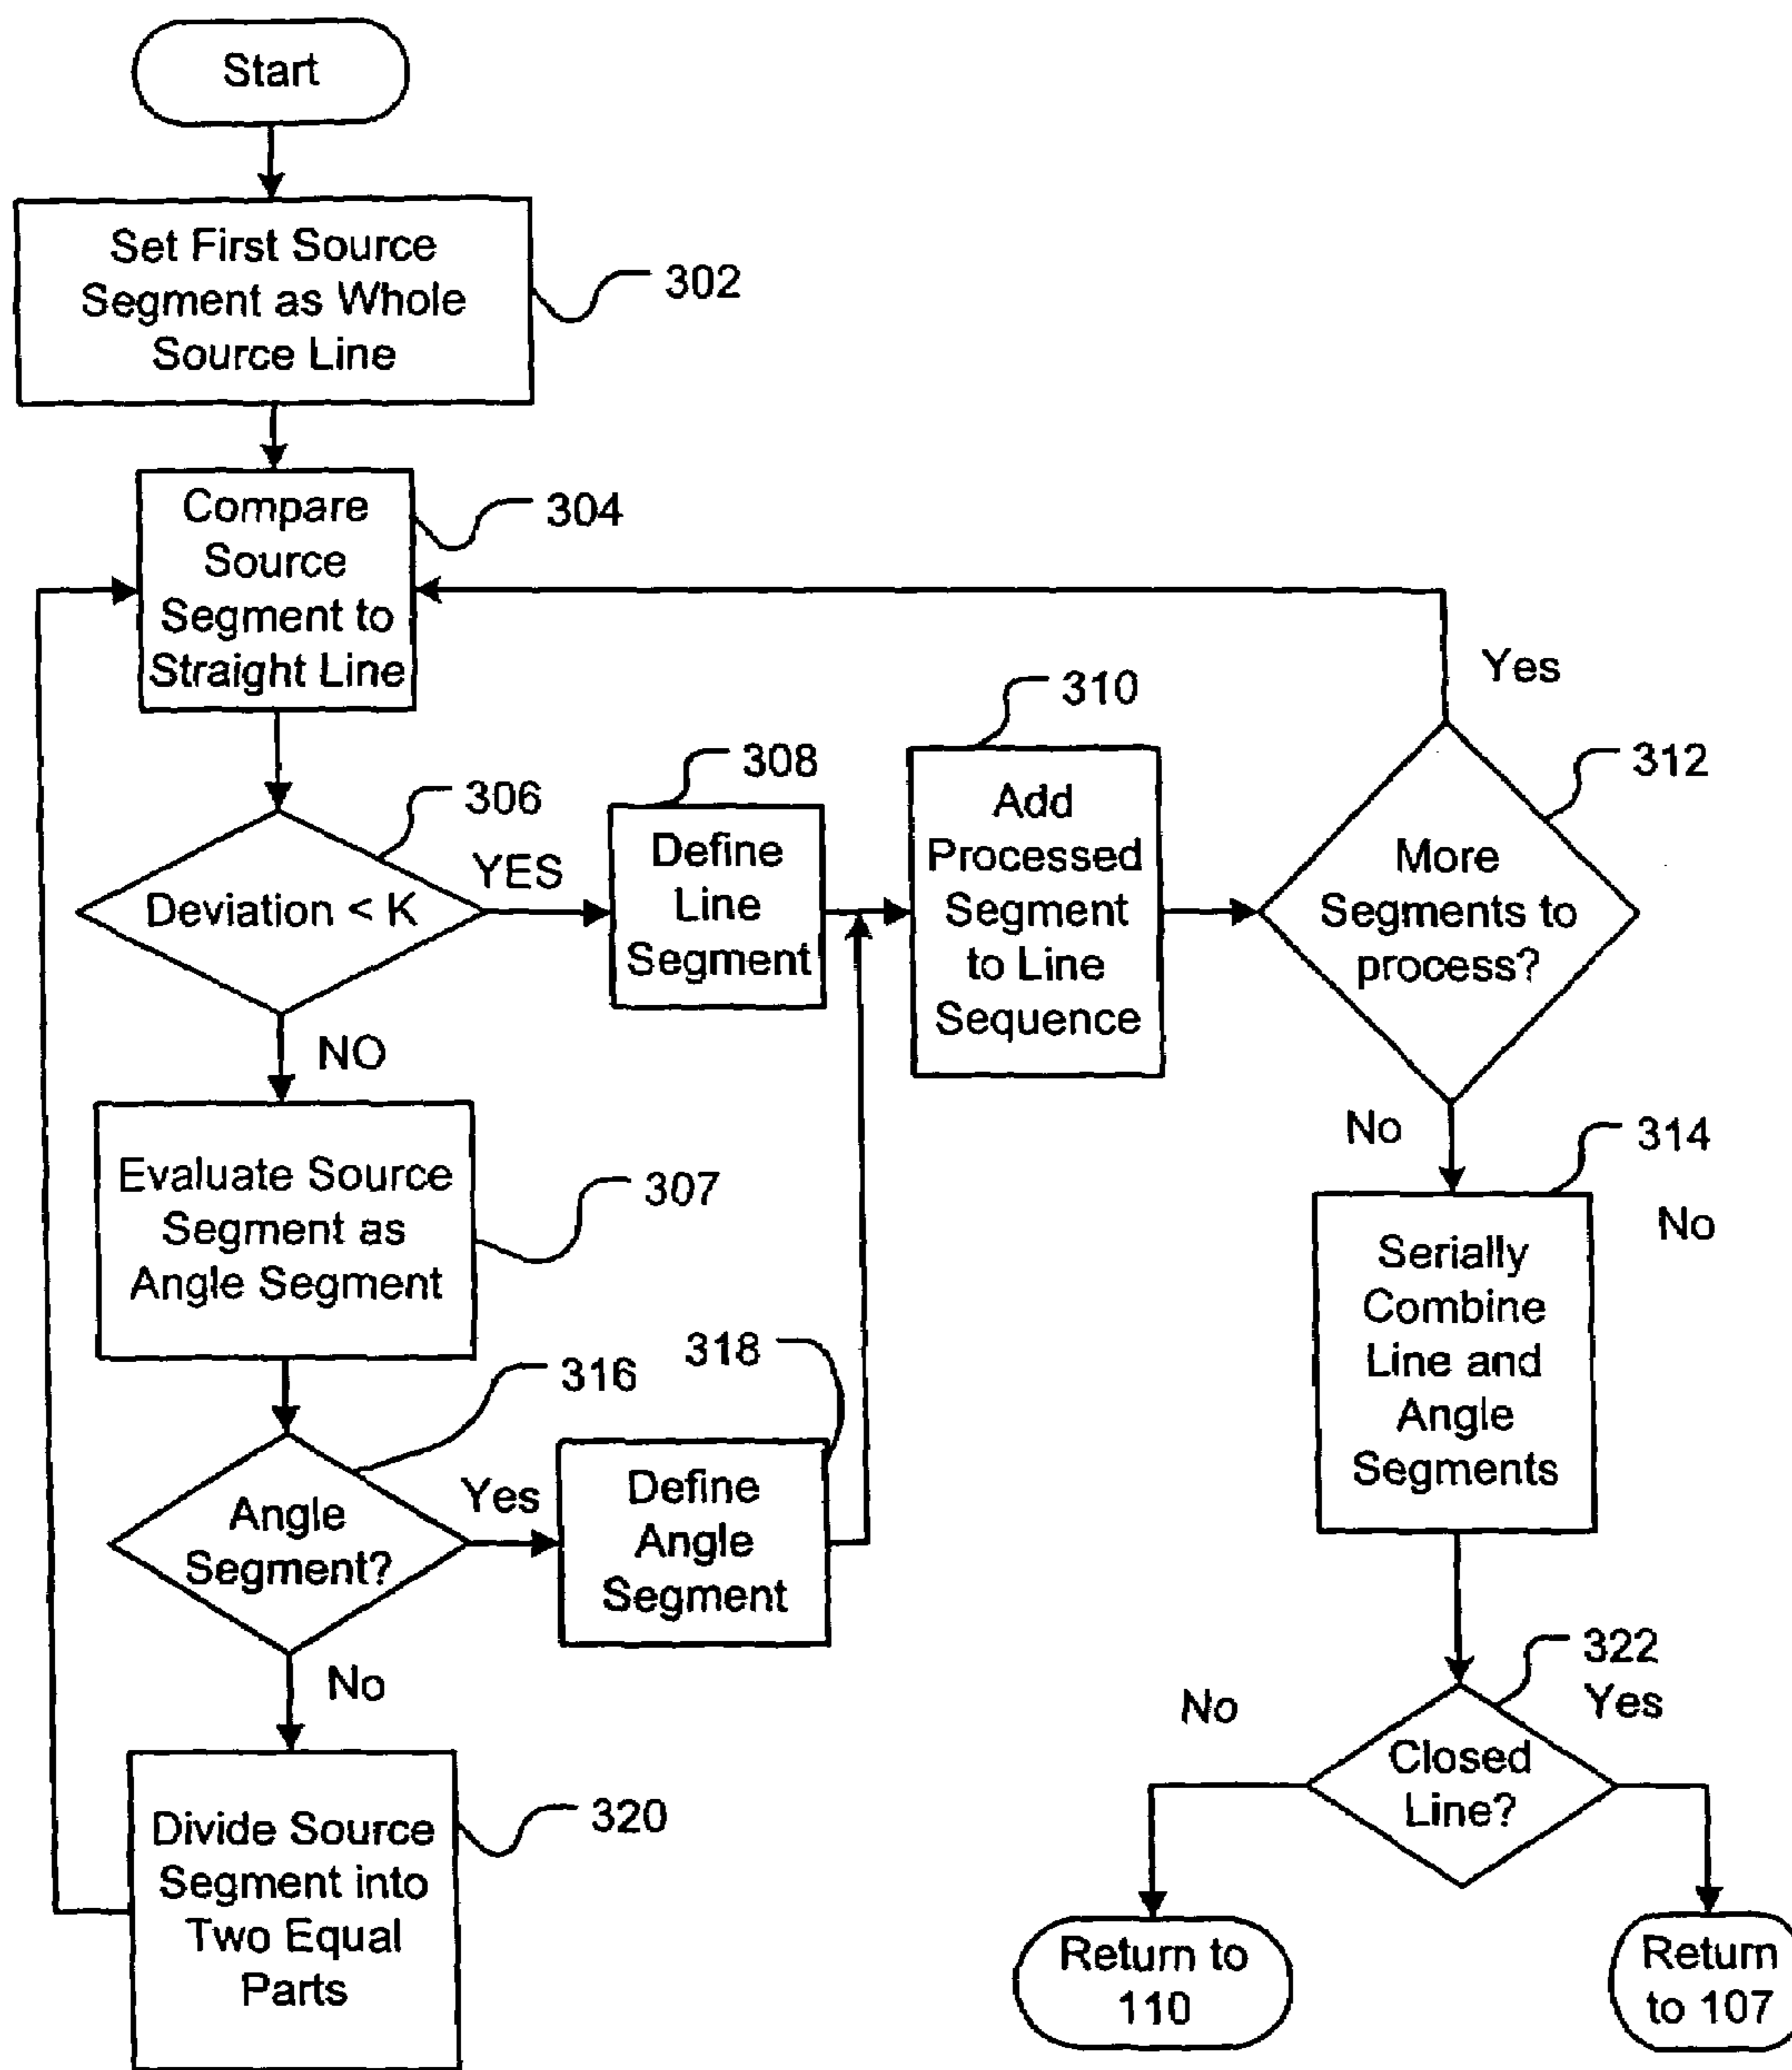 Start
Set First Source
Segment as Whole
Source Line
302
Compare
Source
Segment to
Straight Line
304
Yes
306
Deviation < K
YES
NO
308
Define
Line
Segment
310
Add
Processed
Segment
to Line
Sequence
312
More
Segments to
process?
No
314
No
Evaluate Source
Segment as
Angle Segment
307
316
Angle
Segment?
Yes
318
Define
Angle
Segment
No
Serially
Combine
Line and
Angle
Segments
320
Divide Source
Segment into
Two Equal
Parts
322
No
Yes
Closed
Line?
Return to
110
Return
to 107